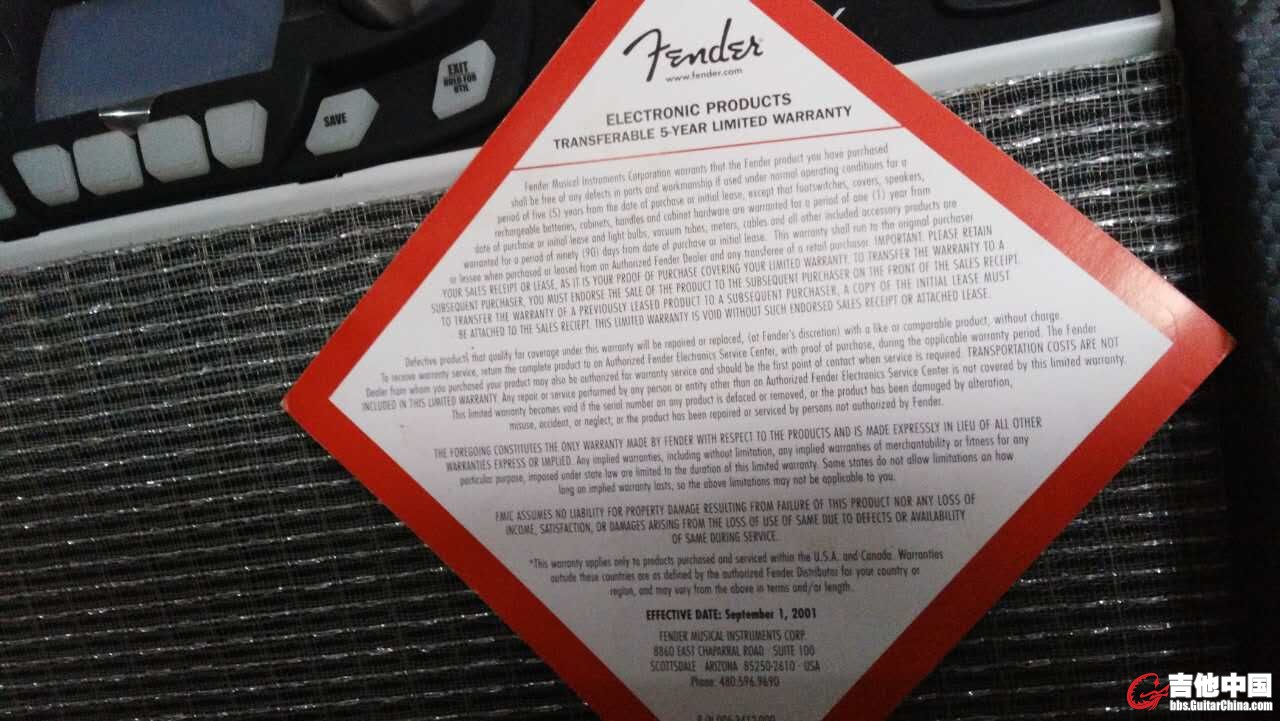 EXIT
HOLD FOR
UTIL
SAVE
Fender
www.fender.com
ELECTRONIC PRODUCTS
TRANSFERABLE 5-YEAR LIMITED WARRANTY
Fender Musical Instruments Corporation warrants that the Fender product you have purchased
shall be free of any defects in parts and workmanship if used under normal operating conditions for a
period of five (5) years from the date of purchase or initial lease, except that footswitches, covers, speakers,
rechargeable batteries, cabinets, handles and cabinet hardware are warranted for a period of one (1) year from
date of purchase or initial lease and light bulbs, vacuum tubes, meters, cables and all other included accessory products are
warranted for a period of ninety (90) days from date of purchase or initial lease. This warranty shall run to the original purchaser
or lessee when purchased or leased from an Authorized Fender Dealer and any transferee of a retail purchaser. IMPORTANT: PLEASE RETAIN
YOUR SALES RECEIPT OR LEASE, AS IT IS YOUR PROOF OF PURCHASE COVERING YOUR LIMITED WARRANTY. TO TRANSFER THE WARRANTY TO A
SUBSEQUENT PURCHASER, YOU MUST ENDORSE THE SALE OF THE PRODUCT TO THE SUBSEQUENT PURCHASER ON THE FRONT OF THE SALES RECEIPT.
TO TRANSFER THE WARRANTY OF A PREVIOUSLY LEASED PRODUCT TO A SUBSEQUENT PURCHASER, A COPY OF THE INITIAL LEASE MUST
BE ATTACHED TO THE SALES RECIEPT. THIS LIMITED WARRANTY IS VOID WITHOUT SUCH ENDORSED SALES RECEIPT OR ATTACHED LEASE.
Defective products that qualify for coverage under this warranty will be repaired or replaced, (at Fender's discretion) with a like or comparable product, without charge.
To receive warranty service, return the complete product to an Authorized Fender Electronics Service Center, with proof of purchase, during the applicable warranty period. The Fender
Dealer from whom you purchased your product may also be authorized for warranty service and should be the first point of contact when service is required. TRANSPORTATION COSTS ARE NOT
INCLUDED IN THIS LIMITED WARRANTY. Any repair or service performed by any person or entity other than an Authorized Fender Electronics Service Center is not covered by this limited warranty.
This limited warranty becomes void if the serial number on any product is defaced or removed, or the product has been damaged by alteration,
misuse, accident, or neglect, or the product has been repaired or serviced by persons not authorized by Fender.
THE FOREGOING CONSTITUTES THE ONLY WARRANTY MADE BY FENDER WITH RESPECT TO THE PRODUCTS AND IS MADE EXPRESSLY IN LIEU OF ALL OTHER
WARRANTIES EXPRESS OR IMPLIED. Any implied warranties, including without limitation, any implied warranties of merchantability or fitness for any
particular purpose, imposed under state law are limited to the duration of this limited warranty. Some states do not allow limitations on how
long an implied warranty lasts, so the above limitations may not be applicable to you.
FMIC ASSUMES NO LIABILITY FOR PROPERTY DAMAGE RESULTING FROM FAILURE OF THIS PRODUCT NOR ANY LOSS OF
INCOME, SATISFACTION, OR DAMAGES ARISING FROM THE LOSS OF USE OF SAME DUE TO DEFECTS OR AVAILABILITY
OF SAME DURING SERVICE.
*This warranty applies only to products purchased and serviced within the U.S.A. and Canada. Warranties
outside these countries are as defined by the authorized Fender Distributor for your country or
region, and may vary from the above in terms and/or length.
EFFECTIVE DATE: September 1, 2001
FENDER MUSICAL INSTRUMENTS CORP.
8860 EAST CHAPARRAL ROAD · SUITE 100
SCOTTSDALE · ARIZONA 85250-2610 · USA
Phone: 480.596.9690
吉他中国
bbs.GuitarChina.com